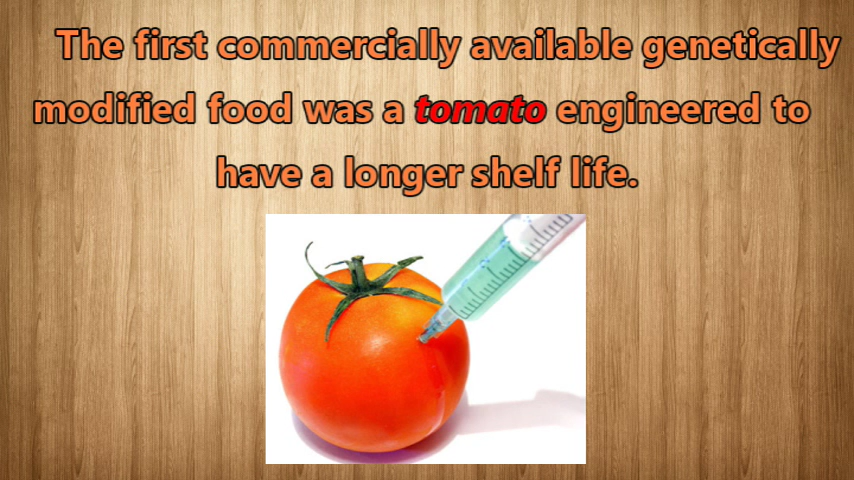 The first commercially available genetically
modified food was a tomato engineered to
have a longer shelf life.